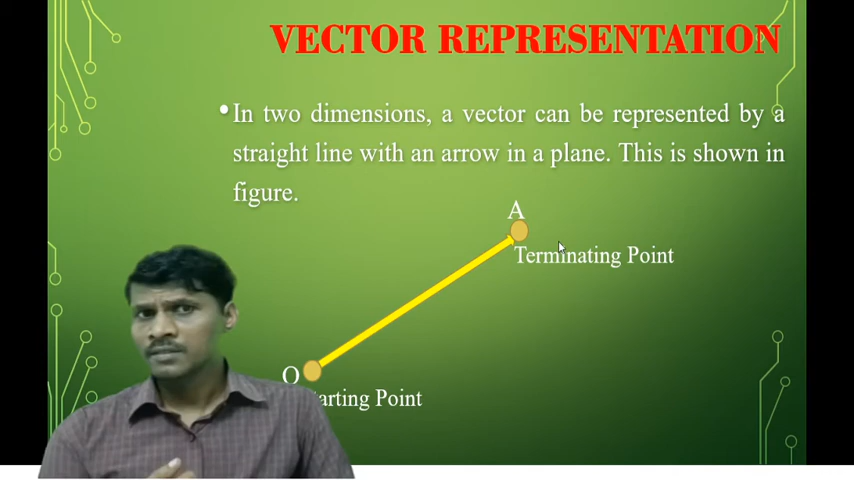 VECTOR REPRESENTATION
•In two dimensions, a vector can be represented by a
straight line with an arrow in a plane. This is shown in
figure.
A
Terminating Point
O
arting Point